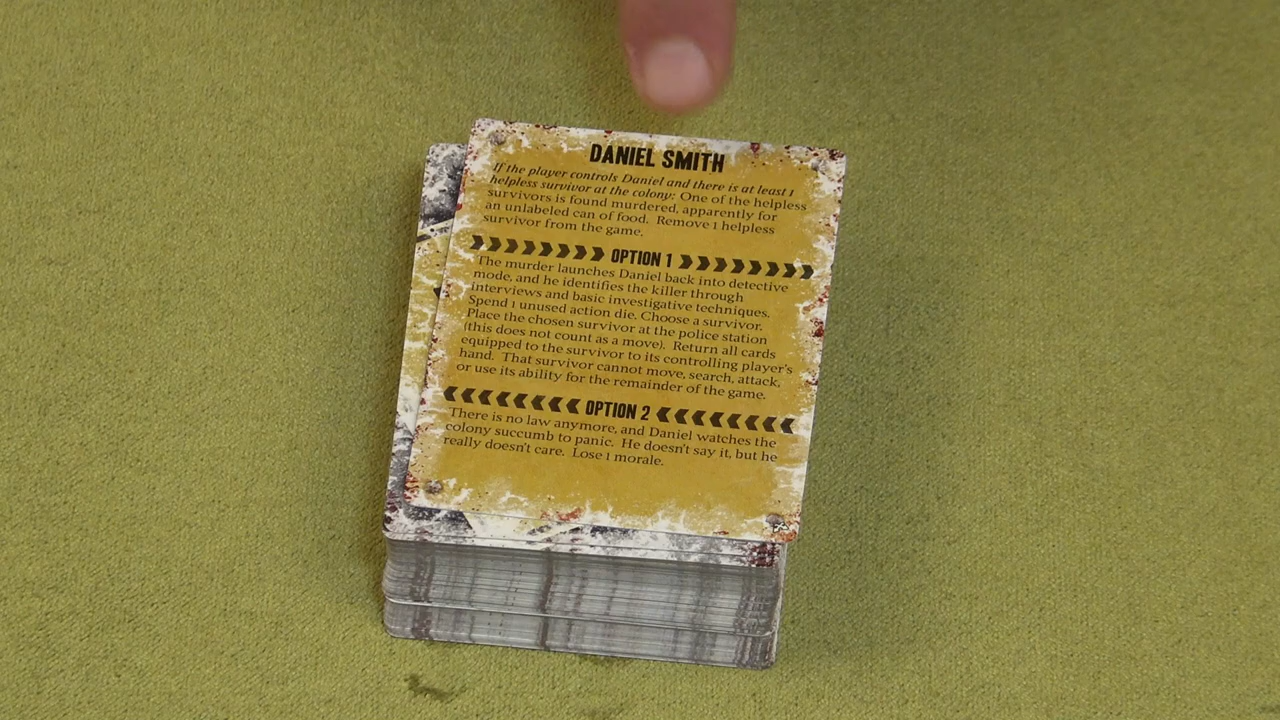 DANIEL SMITH
If the player controls Daniel and there is at least 1
helpless survivor at the colony: One of the helpless
survivors is found murdered, apparently for
an unlabeled can of food. Remove 1 helpless
survivor from the game.
OPTION 1
The murder launches Daniel back into detective
mode, and he identifies the killer through
interviews and basic investigative techniques.
Spend 1 unused action die. Choose a survivor.
Place the chosen survivor at the police station
(this does not count as a move). Return all cards
equipped to the survivor to its controlling player's
hand. That survivor cannot move, search, attack,
or use its ability for the remainder of the game.
OPTION 2
There is no law anymore, and Daniel watches the
colony succumb to panic. He doesn't say it, but he
really doesn't care. Lose 1 morale.